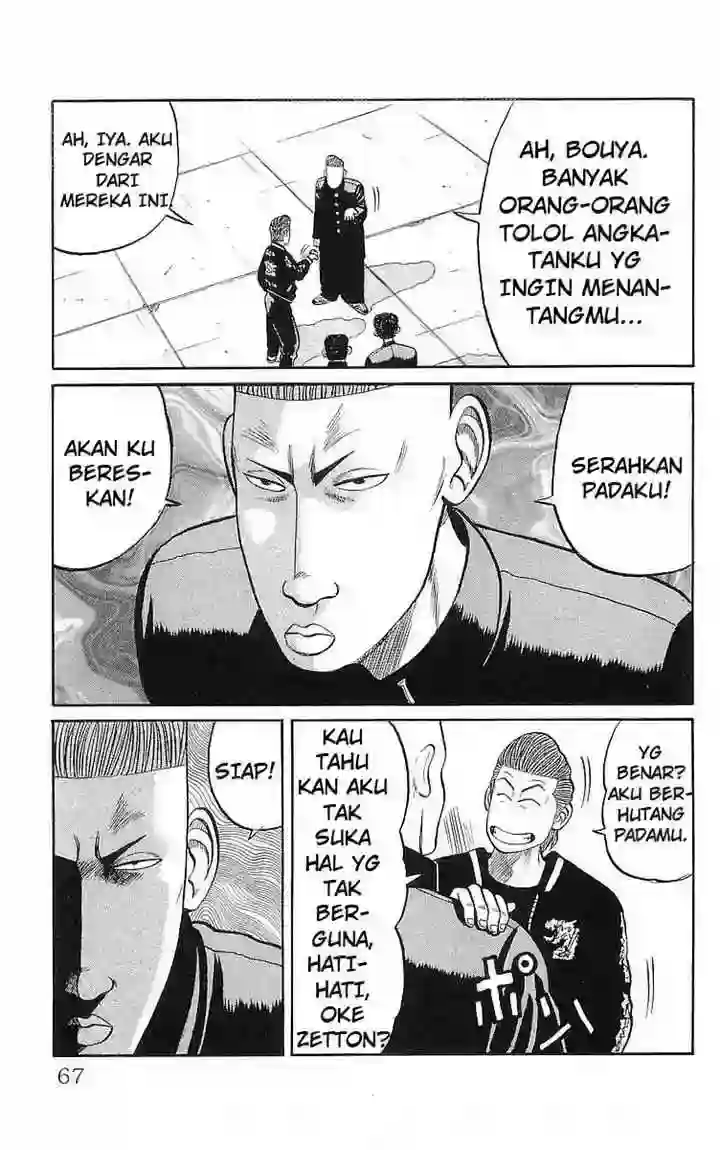 AH, BOUYA.
BANYAK
ORANG-ORANG
TOLOL ANGKA-
TANKU YG
INGIN MENAN-
TANGMU...
AH, IYA. AKU
DENGAR
DARI
MEREKA INI.
SERAHKAN
PADAKU!
AKAN KU
BERES-
KAN!
YG
BENAR?
AKU BER-
HUTANG
PADAMU.
KAU
TAHU
KAN AKU
TAK
SUKA
HAL YG
TAK
BER-
GUNA,
HATI-
HATI,
OKE
ZETTON?
SIAP!
67